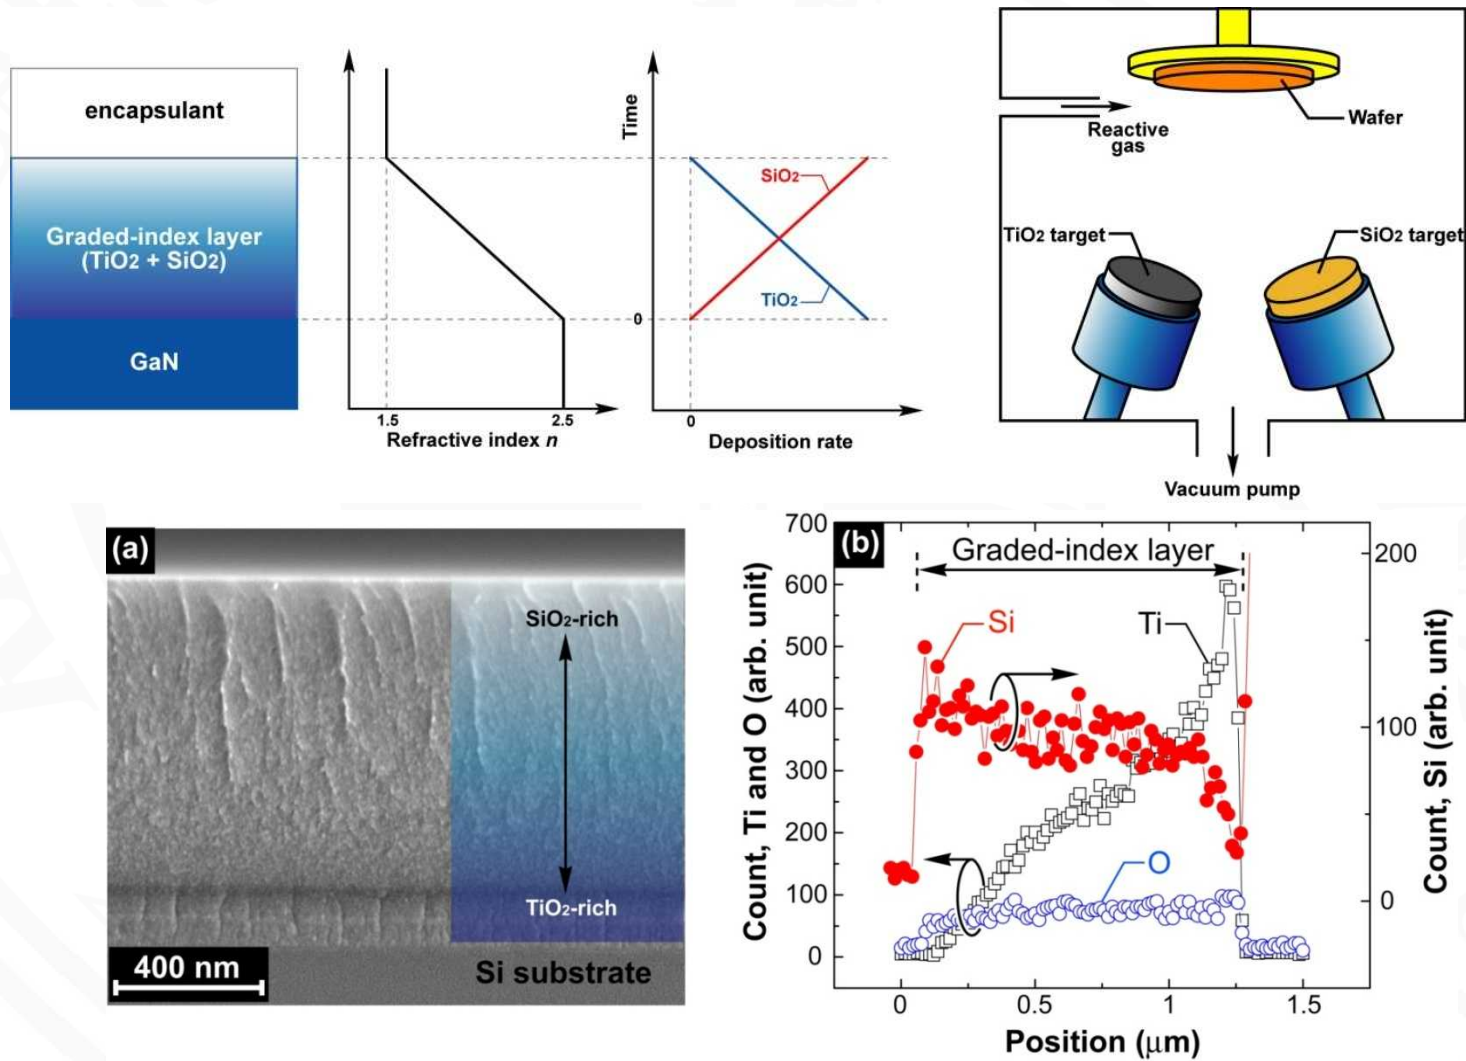 encapsulant
Graded-index layer
(TiO2 + SiO2)
GaN
1.5
2.5
Refractive index n
Time
SiO2
TiO2
0
0
Deposition rate
Wafer
Reactive
gas
TiO2 target
SiO2 target
Vacuum pump
(a)
SiO2-rich
TiO2-rich
400 nm
Si substrate
(b)
Graded-index layer
Si
Ti
O
Count, Ti and O (arb. unit)
700
600
500
400
300
200
100
0
Count, Si (arb. unit)
200
100
0
0
0.5
1
1.5
Position (μm)